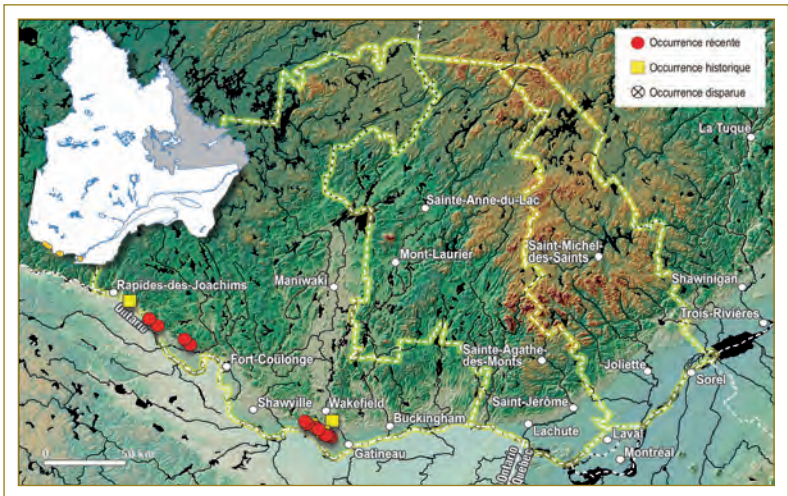 Occurrence récente
Occurrence historique
Occurrence disparue
La Tuque
Sainte-Anne-du-Lac
Mont-Laurier
Saint-Michel-
des-Saints
Maniwaki
Rapides-des-Joachims
Shawinigan
Trois-Rivières
Ontario
Fort-Coulonge
Sainte-Agathe-
des-Monts
Joliette
Sorel
Shawville
Wakefield
Buckingham
Saint-Jérôme
Lachute
Laval
Gatineau
Montréal
Ontario
Québec
0 50 km